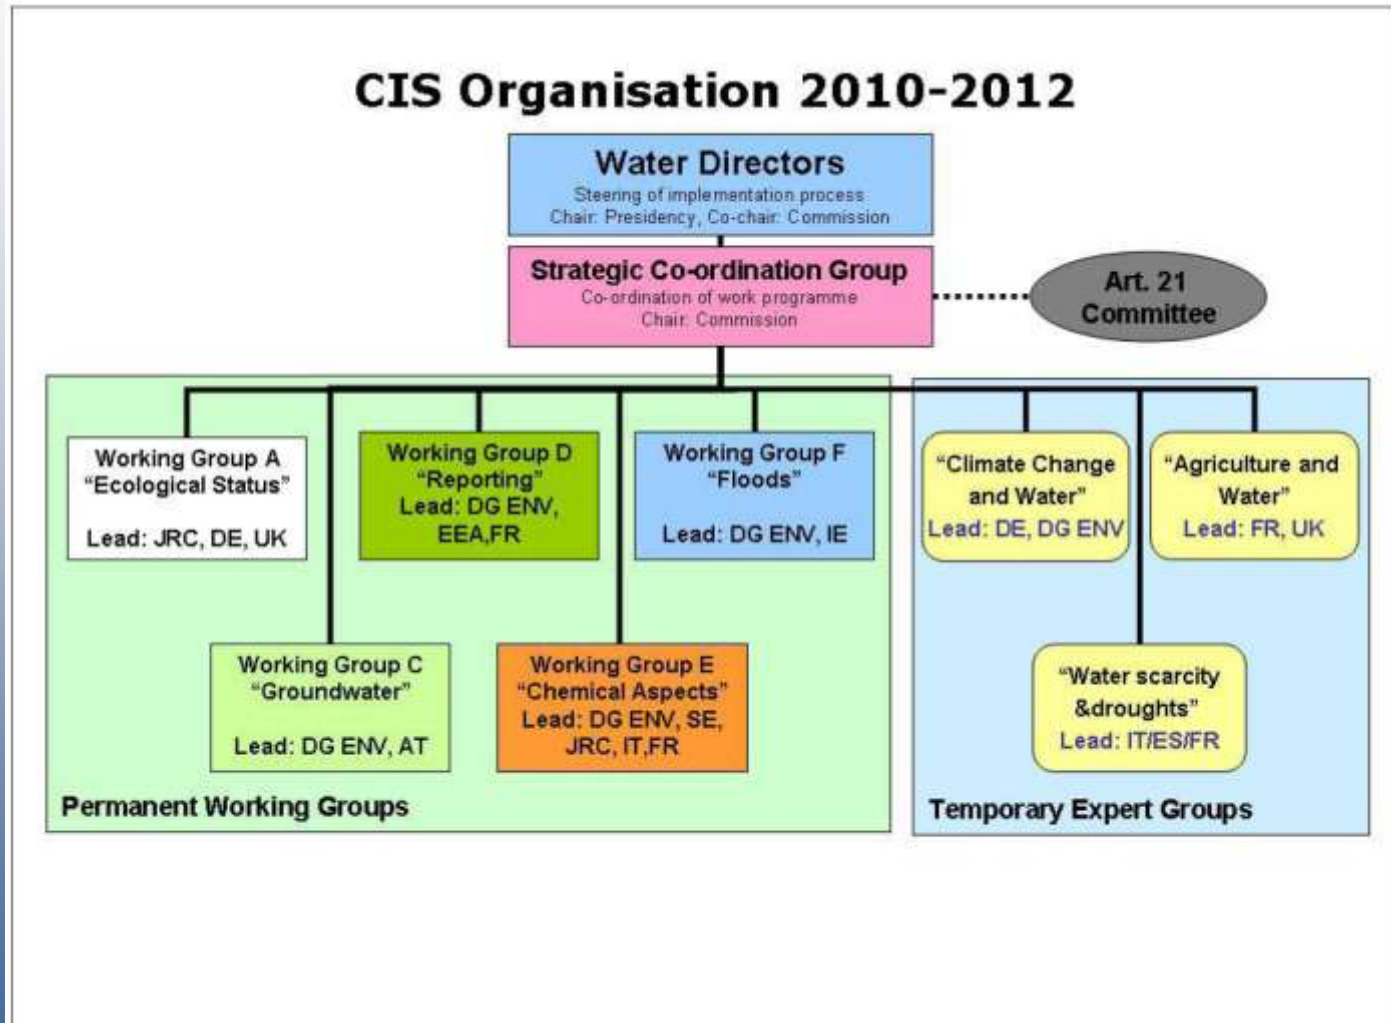 CIS Organisation 2010-2012
Water Directors
Steering of implementation process
Chair: Presidency, Co-chair: Commission
Strategic Co-ordination Group
Co-ordination of work programme
Chair: Commission
Art. 21
Committee
Working Group A
“Ecological Status”
Lead: JRC, DE, UK
Working Group D
“Reporting”
Lead: DG ENV,
EEA,FR
Working Group F
“Floods”
Lead: DG ENV, IE
“Climate Change
and Water”
Lead: DE, DG ENV
“Agriculture and
Water”
Lead: FR, UK
Working Group C
“Groundwater”
Lead: DG ENV, AT
Working Group E
“Chemical Aspects”
Lead: DG ENV, SE,
JRC, IT,FR
“Water scarcity
&droughts”
Lead: IT/ES/FR
Permanent Working Groups
Temporary Expert Groups